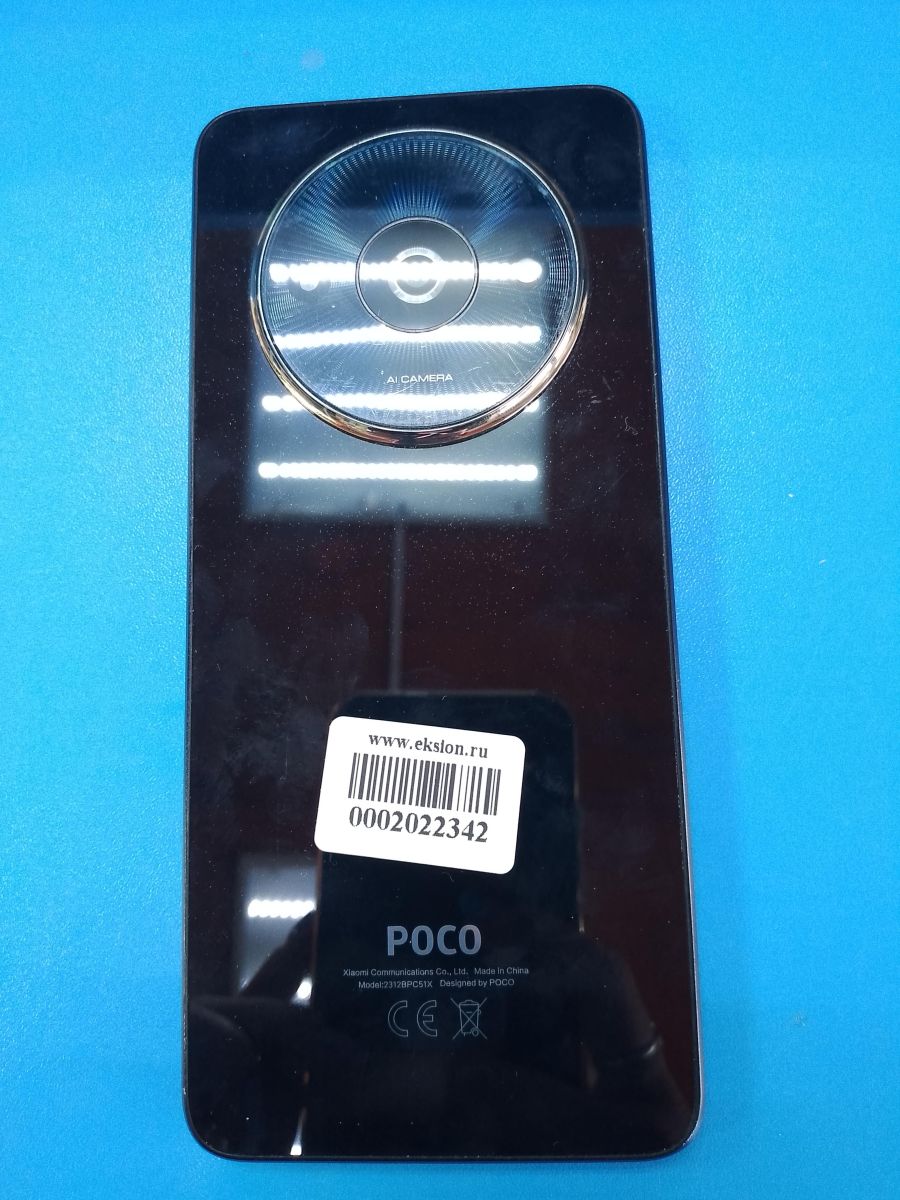 AI CAMERA
www.eksion.ru
0002022342
POCO
Xiaomi Communications Co., Ltd. Made in China
Model:2312BPC51X Designed by POCO
CE